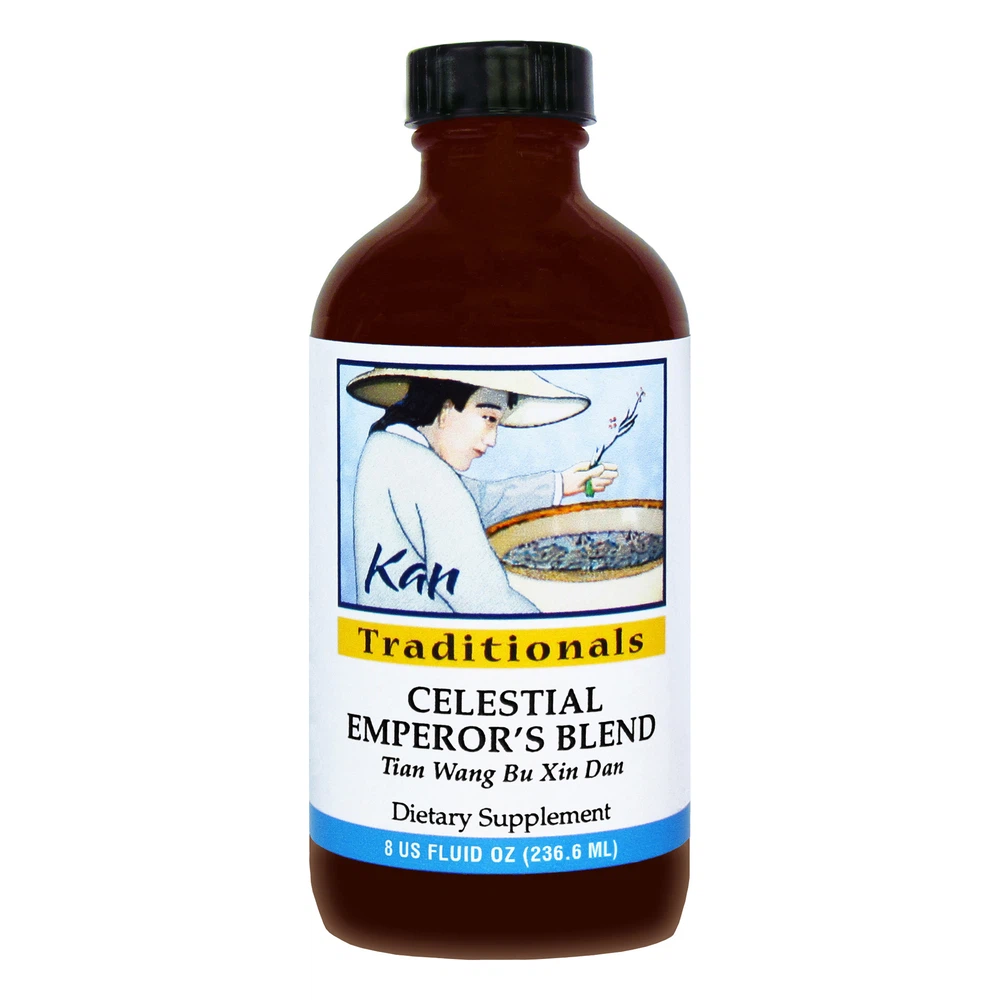 Kan
Traditionals
CELESTIAL
EMPEROR'S BLEND
Tian Wang Bu Xin Dan
Dietary Supplement
8 US FLUID OZ (236.6 ML)